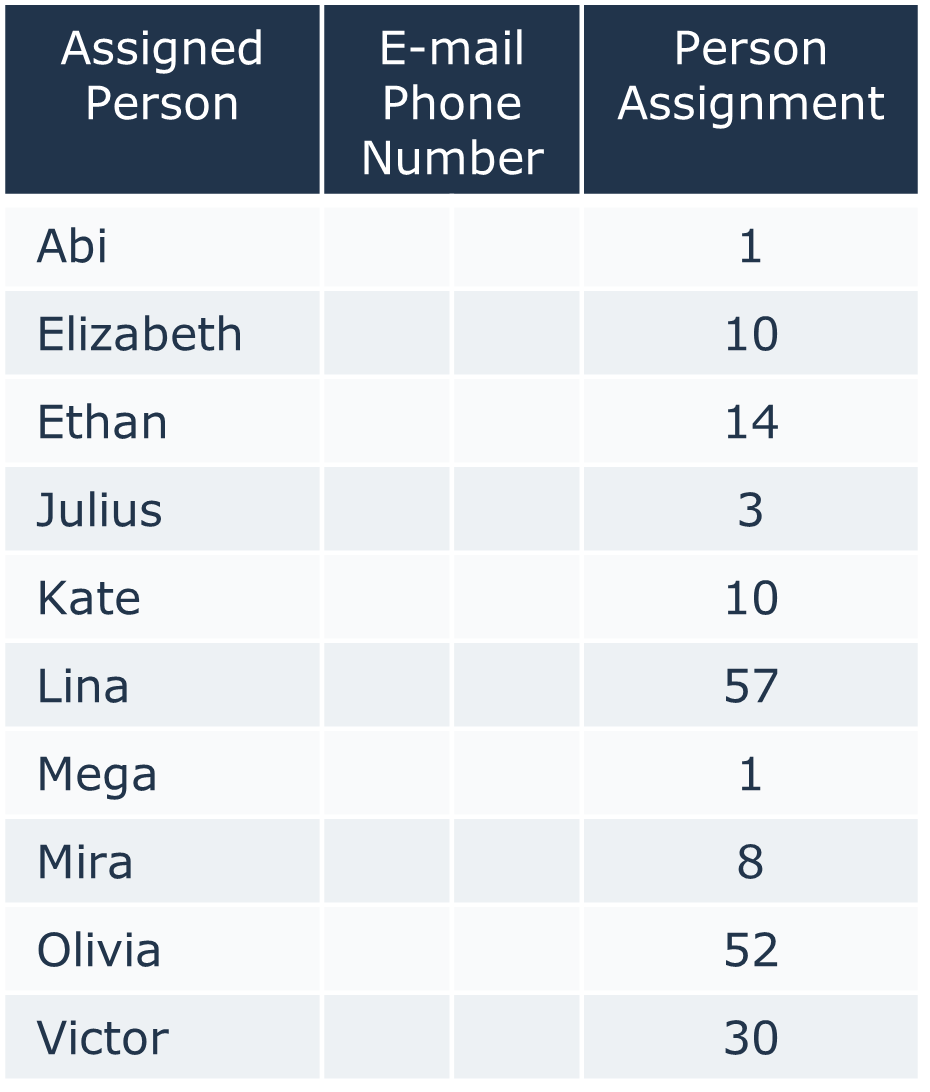 Assigned
Person
E-mail
Phone
Number
Person
Assignment
Abi 1
Elizabeth 10
Ethan 14
Julius 3
Kate 10
Lina 57
Mega 1
Mira 8
Olivia 52
Victor 30